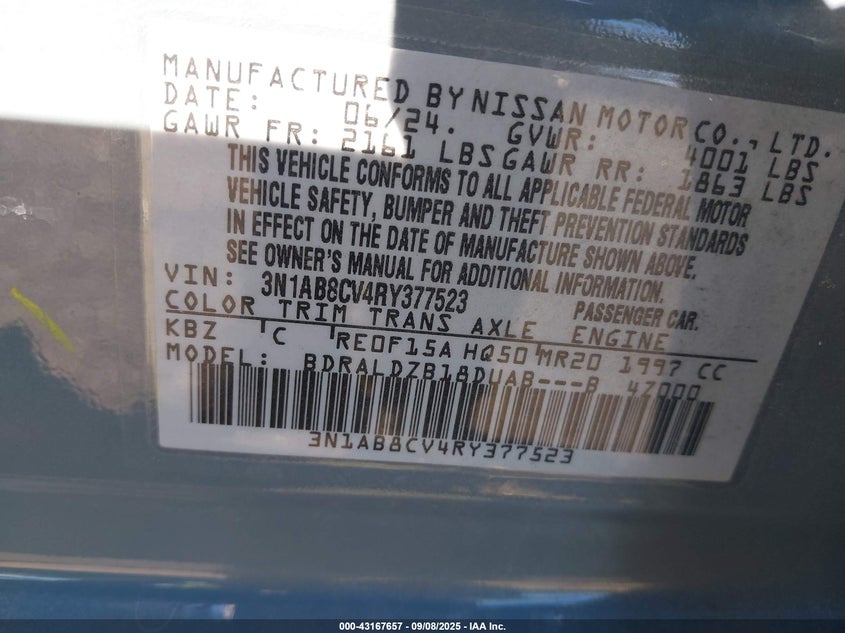 MANUFACTURED BY NISSAN MOTOR CO., LTD.
DATE: 06/24. GVWR: 4001 LBS
GAWR FR: 2161 LBS GAWR RR: 1863 LBS
THIS VEHICLE CONFORMS TO ALL APPLICABLE FEDERAL MOTOR
VEHICLE SAFETY, BUMPER AND THEFT PREVENTION STANDARDS
IN EFFECT ON THE DATE OF MANUFACTURE SHOWN ABOVE.
SEE OWNER'S MANUAL FOR ADDITIONAL INFORMATION.
VIN: 3N1AB8CV4RY377523 PASSENGER CAR.
COLOR TRIM TRANS AXLE ENGINE
KBZ C RE0F15A HQ50 MR20 1997 CC
MODEL: BDRALDZB18DUAB---B 4Z000
3N1AB8CV4RY377523
000-43167657 - 09/08/2025 - IAA Inc.